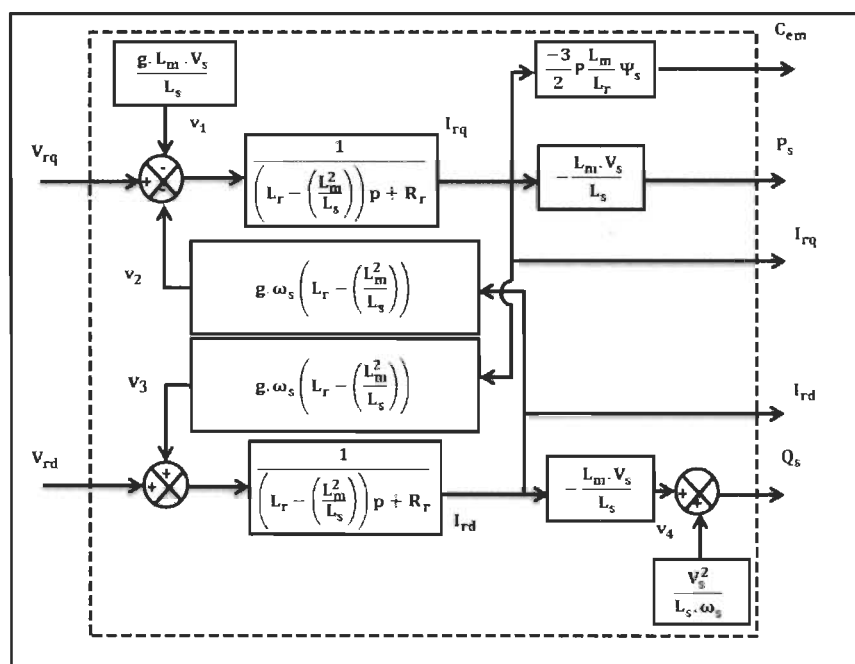 g. L_m . V_s / L_s
C_em
-3/2 P L_m/L_r Ψ_s
v_1
I_rq
P_s
V_rq
-
+
-
1 / ((L_r − (L_m^2/L_s)) p + R_r)
− L_m . V_s / L_s
I_rq
v_2
g. ω_s (L_r − (L_m^2/L_s))
v_3
g. ω_s (L_r − (L_m^2/L_s))
I_rd
V_rd
+
+
1 / ((L_r − (L_m^2/L_s)) p + R_r)
I_rd
− L_m . V_s / L_s
v_4
+
+
Q_s
V_s^2 / L_s . ω_s